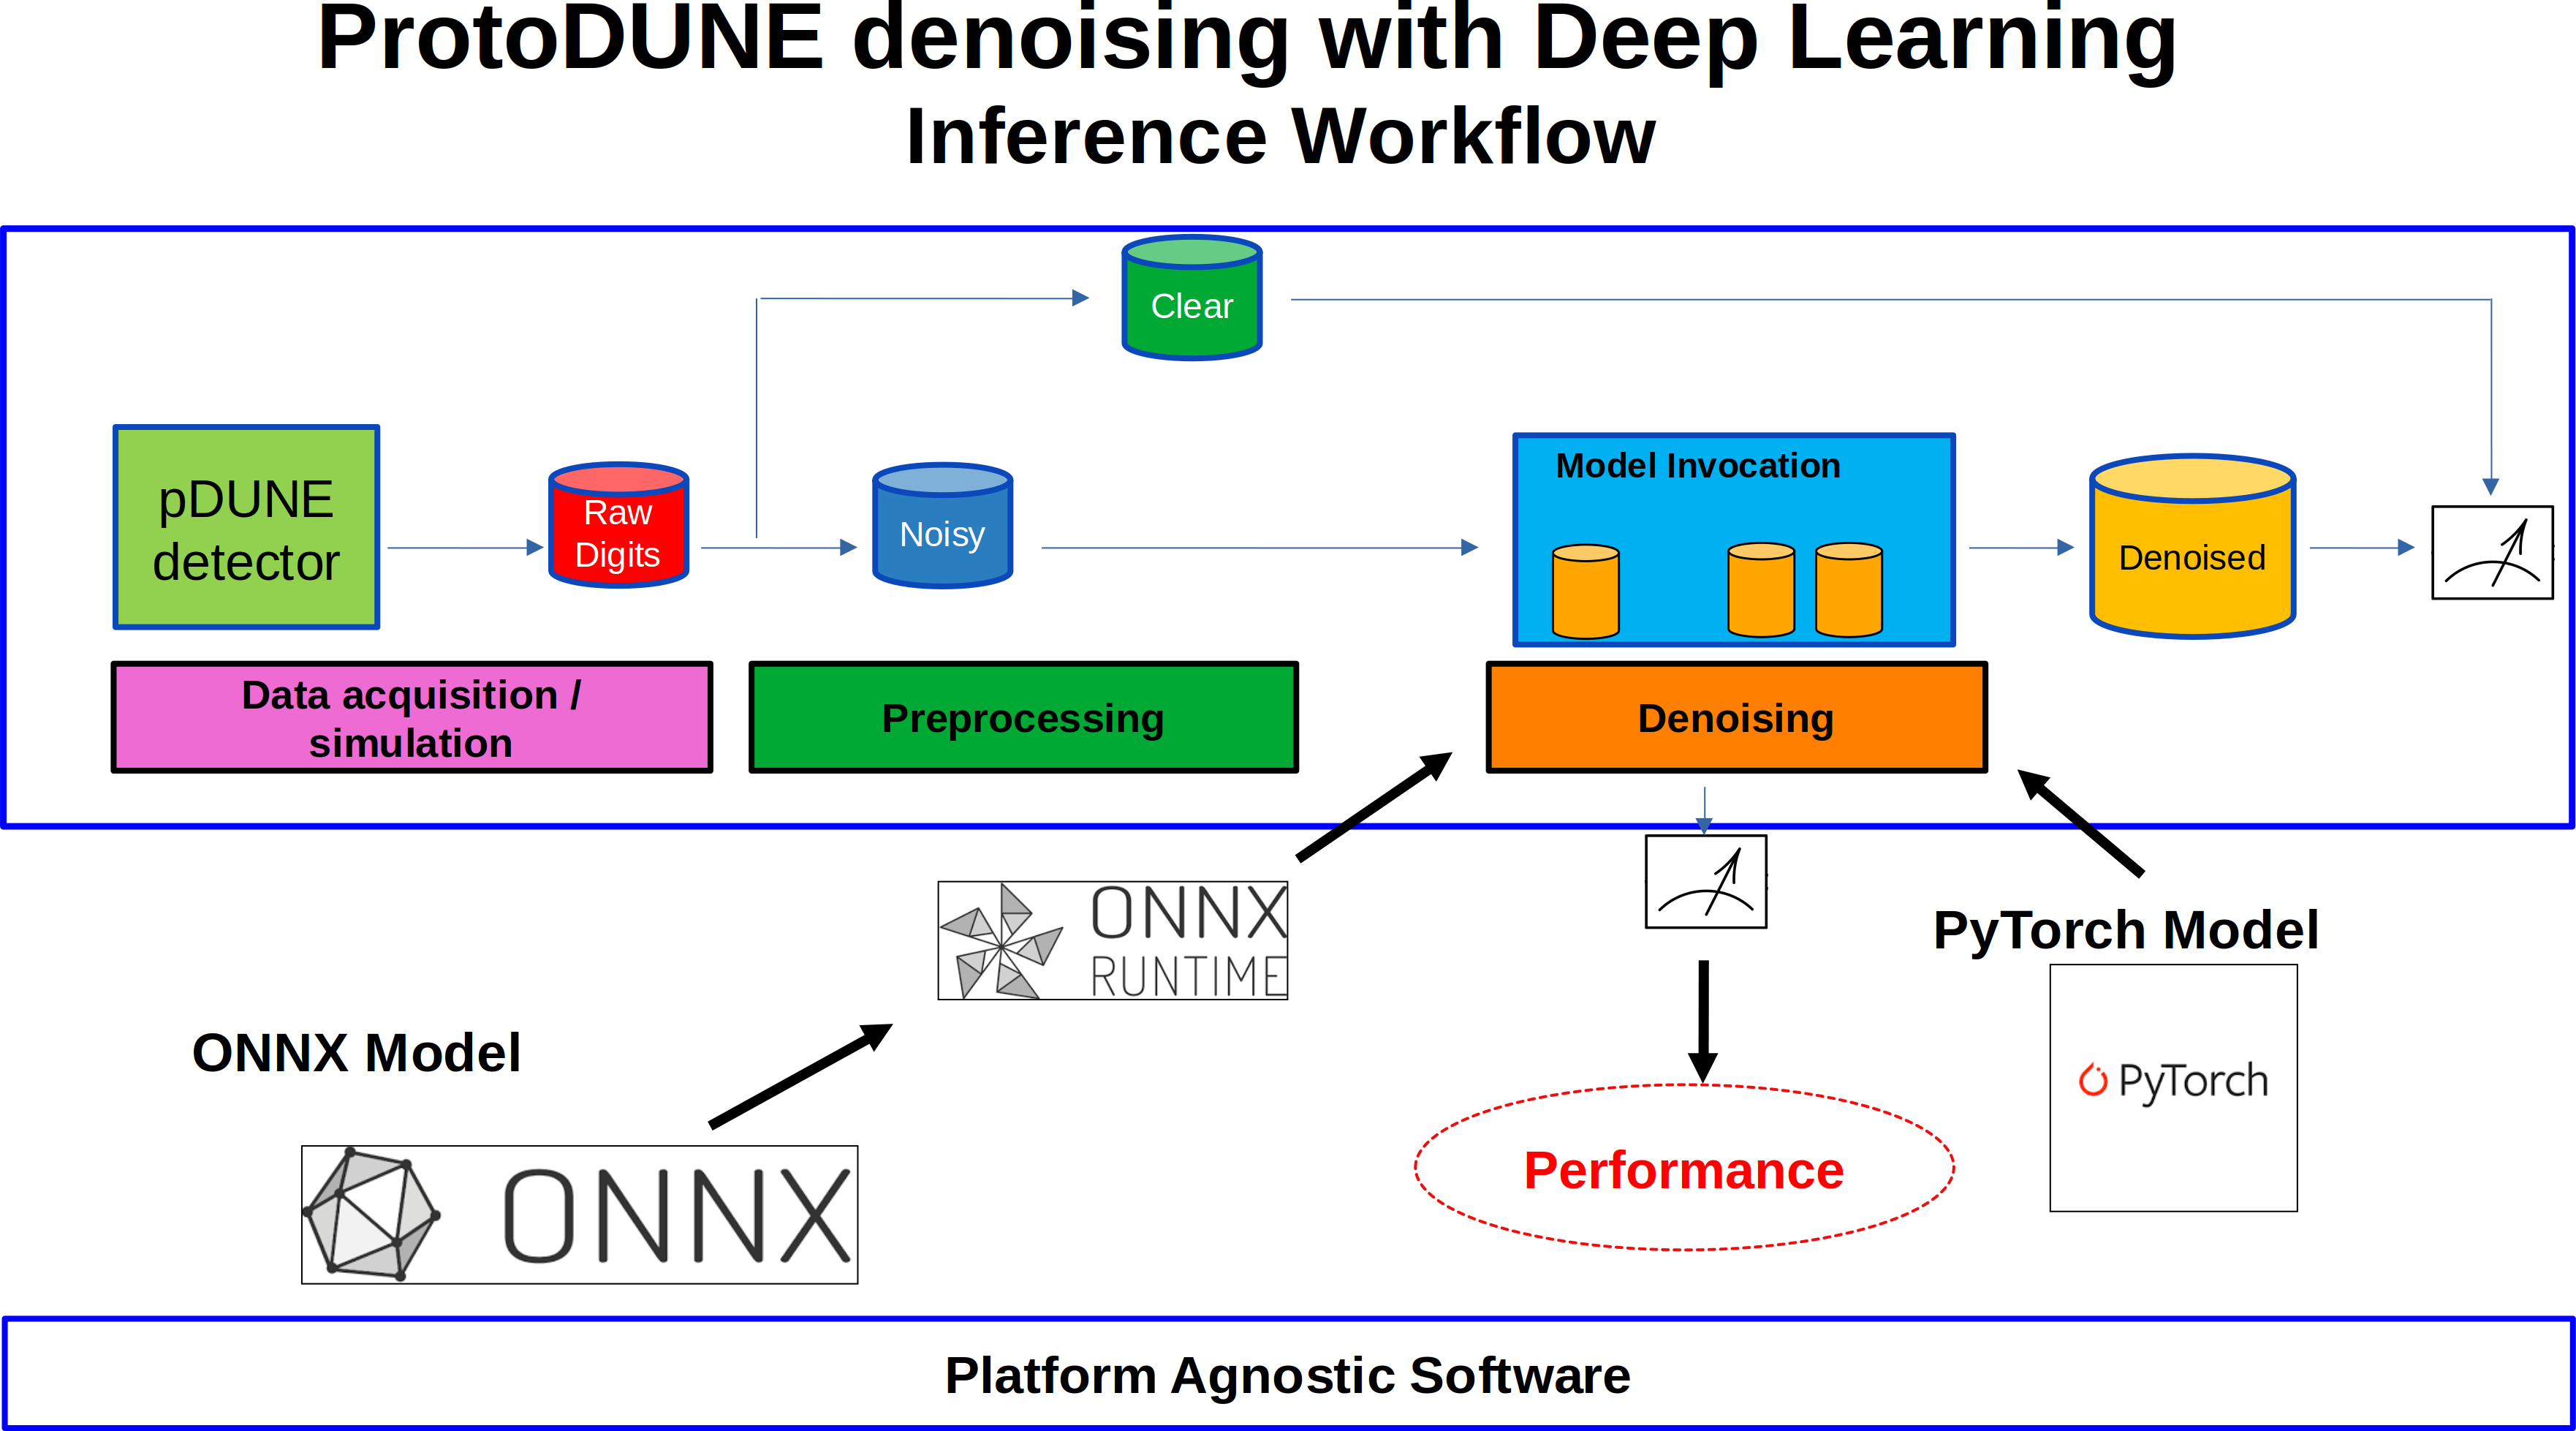 ProtoDUNE denoising with Deep Learning
Inference Workflow
Clear
pDUNE
detector
Raw
Digits
Noisy
Model Invocation
Denoised
Data acquisition /
simulation
Preprocessing
Denoising
ONNX
RUNTIME
PyTorch Model
ONNX Model
PyTorch
Performance
ONNX
Platform Agnostic Software